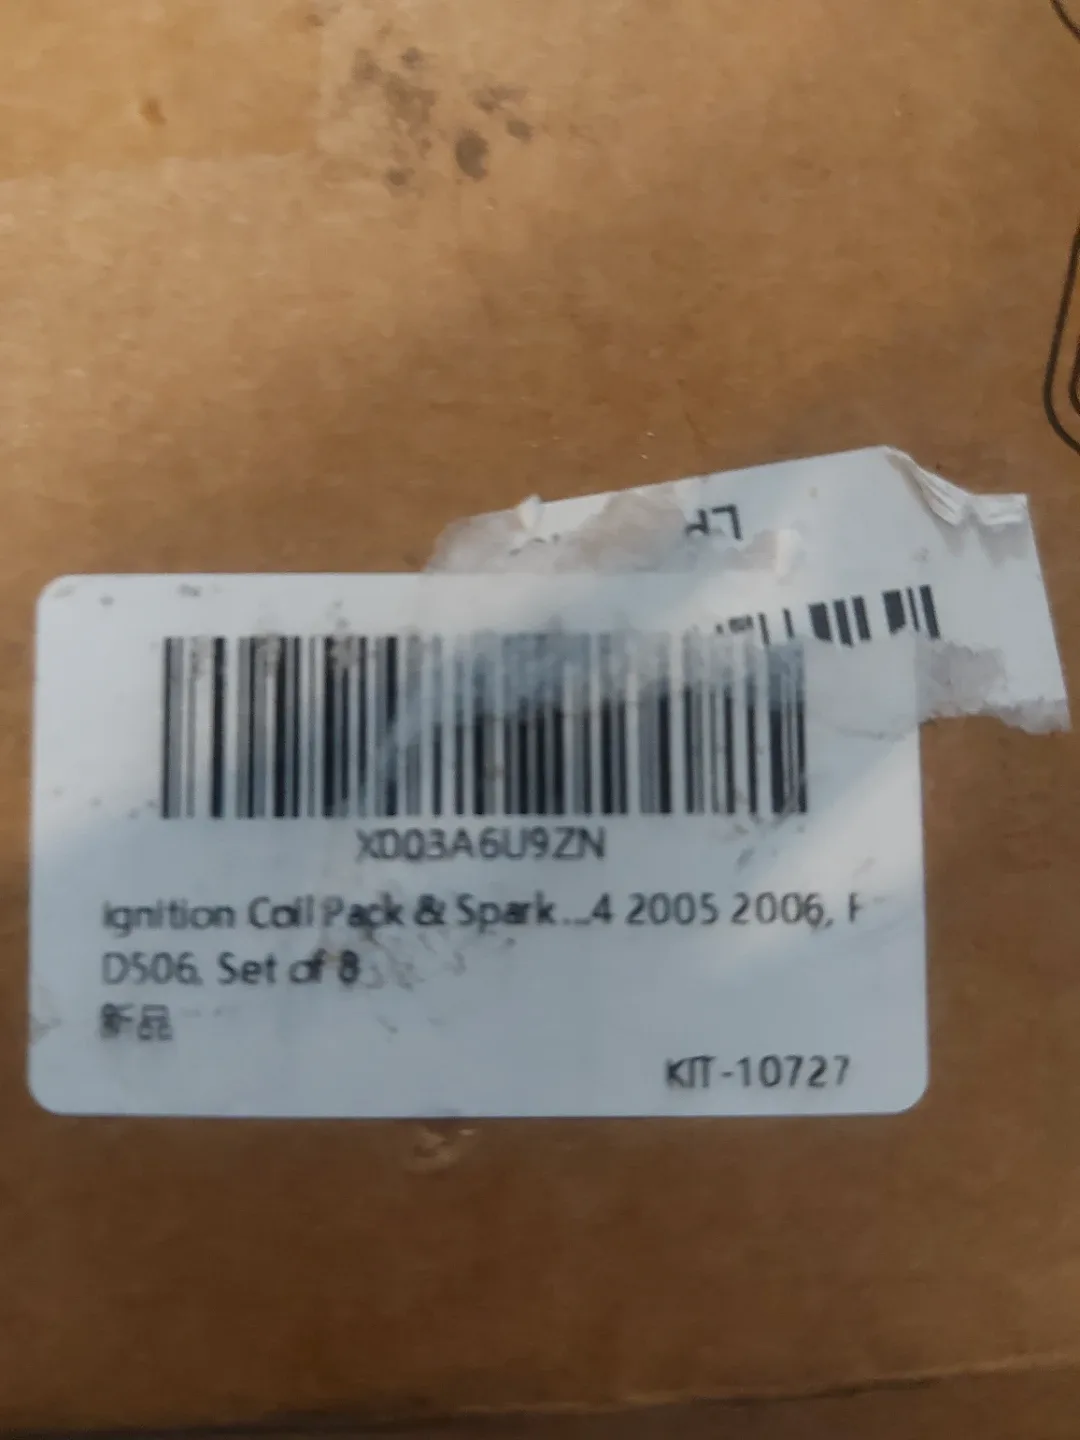 X003A6U9ZN
Ignition Coil Pack & Spark...4 2005 2006, F
D506, Set of 8
新品
KIT-10727